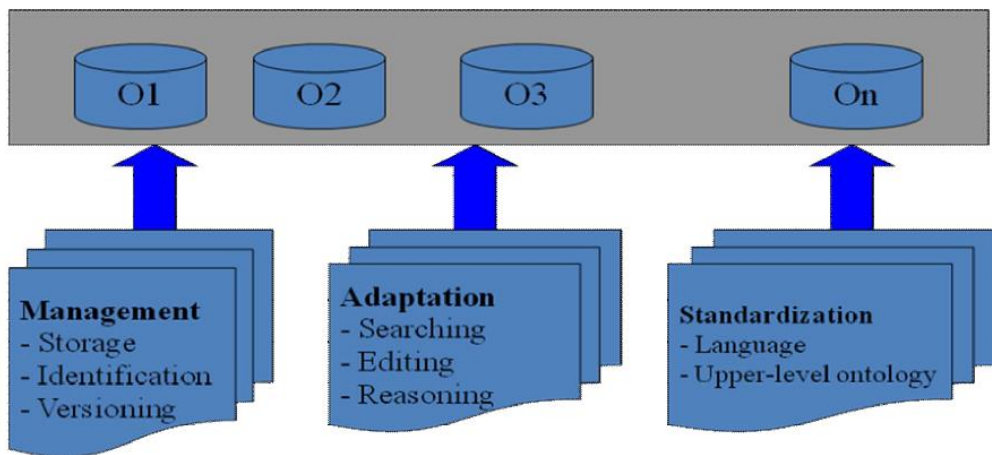 O1
O2
O3
On
Management
- Storage
- Identification
- Versioning
Adaptation
- Searching
- Editing
- Reasoning
Standardization
- Language
- Upper-level ontology